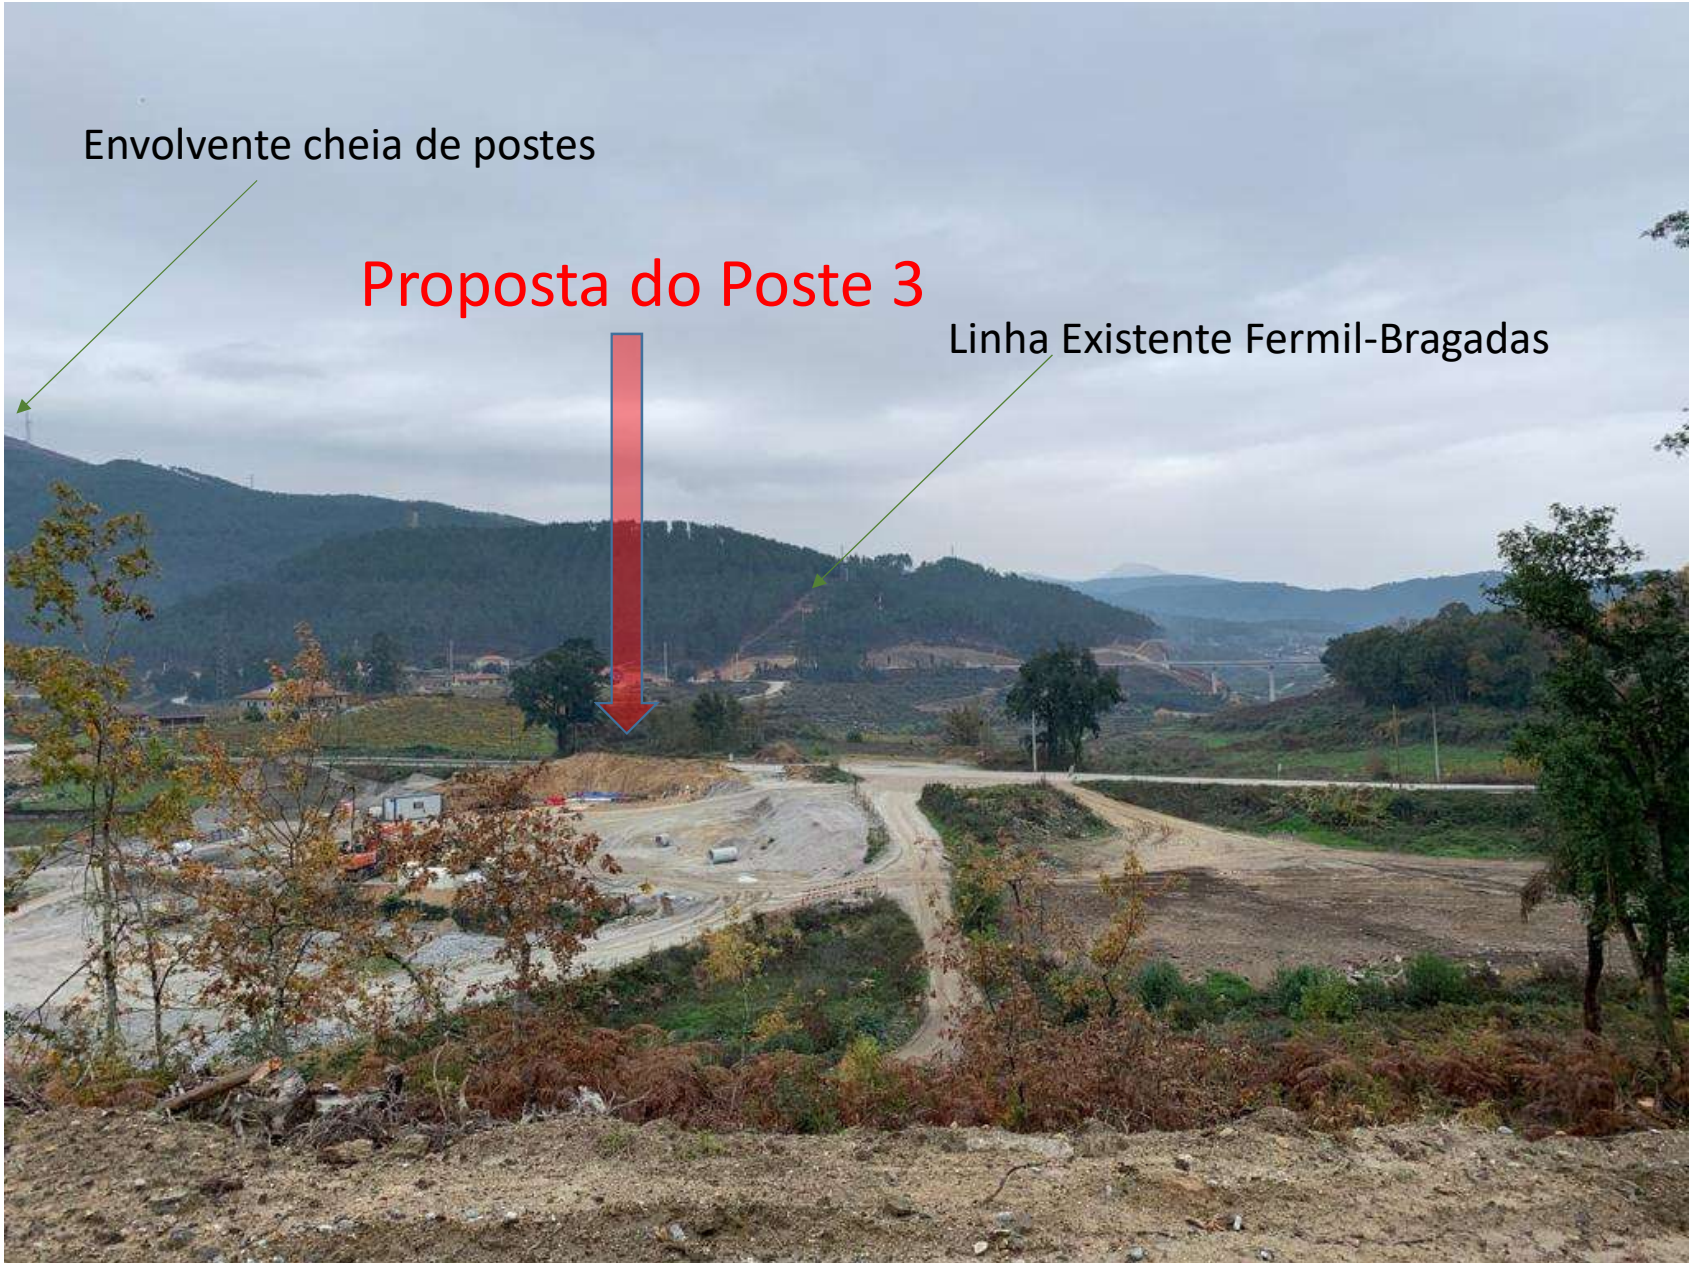 Envolvente cheia de postes
Proposta do Poste 3
Linha Existente Fermil-Bragadas